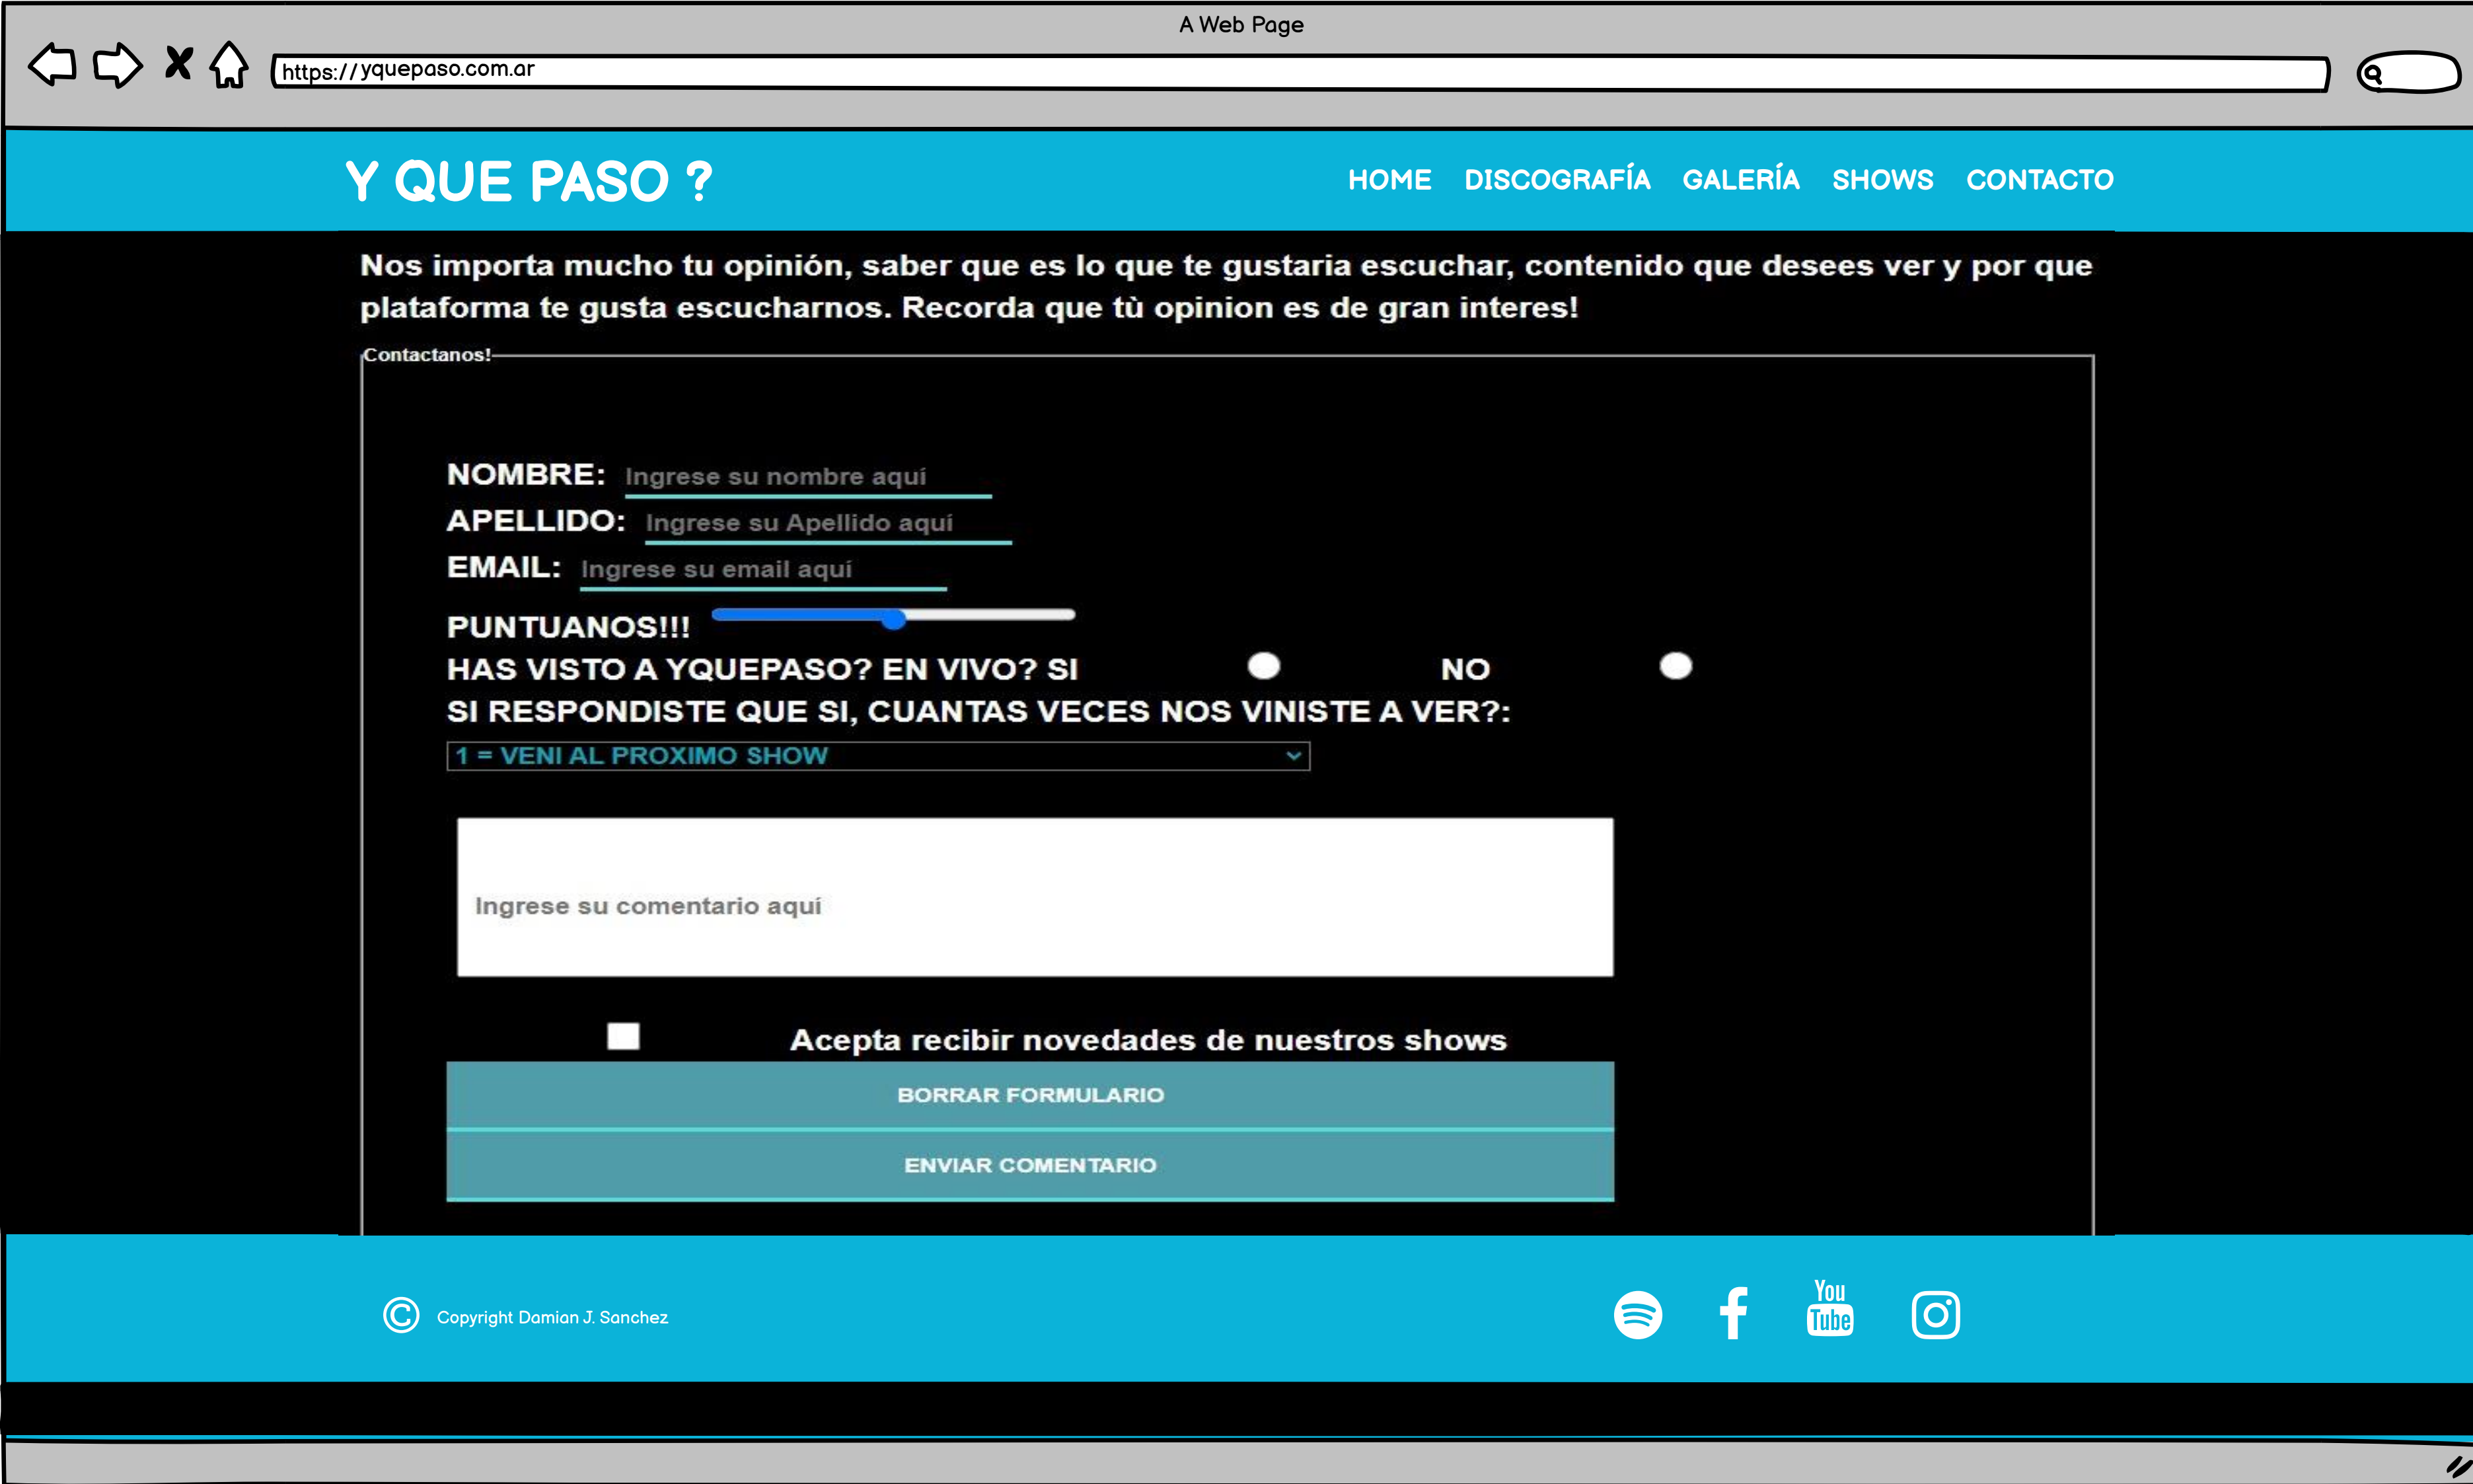 A Web Page
https://yquepaso.com.ar
Y QUE PASO ?
HOME DISCOGRAFÍA GALERÍA SHOWS CONTACTO
Nos importa mucho tu opinión, saber que es lo que te gustaria escuchar, contenido que desees ver y por que
plataforma te gusta escucharnos. Recorda que tù opinion es de gran interes!
Contactanos!
NOMBRE: Ingrese su nombre aquí
APELLIDO: Ingrese su Apellido aquí
EMAIL: Ingrese su email aquí
PUNTUANOS!!!
HAS VISTO A YQUEPASO? EN VIVO? SI NO
SI RESPONDISTE QUE SI, CUANTAS VECES NOS VINISTE A VER?:
1 = VENI AL PROXIMO SHOW
Ingrese su comentario aquí
Acepta recibir novedades de nuestros shows
BORRAR FORMULARIO
ENVIAR COMENTARIO
© Copyright Damian J. Sanchez
You
Tube